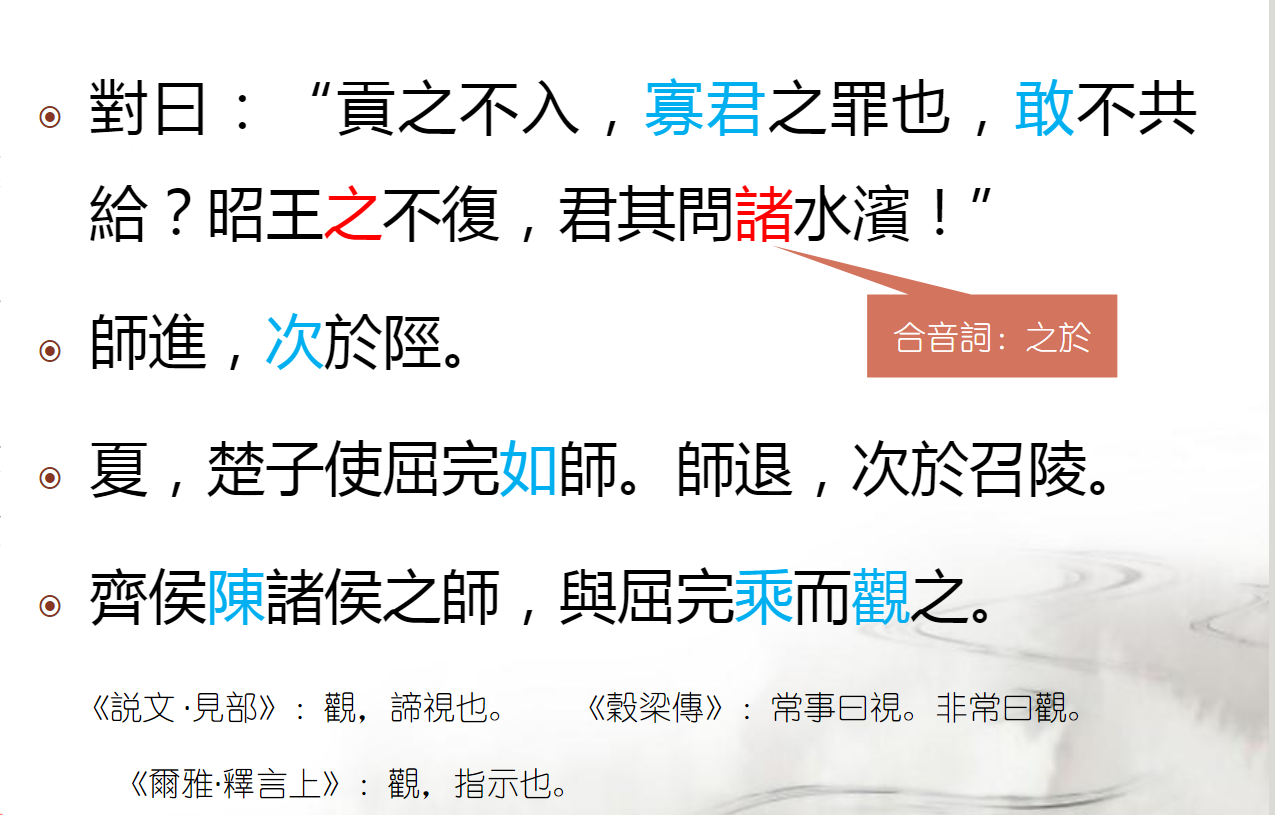 對曰：“貢之不入，寡君之罪也，敢不共
給？昭王之不復，君其問諸水濱！”
合音詞：之於
師進，次於陘。
夏，楚子使屈完如師。師退，次於召陵。
齊侯陳諸侯之師，與屈完乘而觀之。
《説文·見部》：觀，諦視也。 《穀梁傳》：常事曰視。非常曰觀。
《爾雅·釋言上》：觀，指示也。